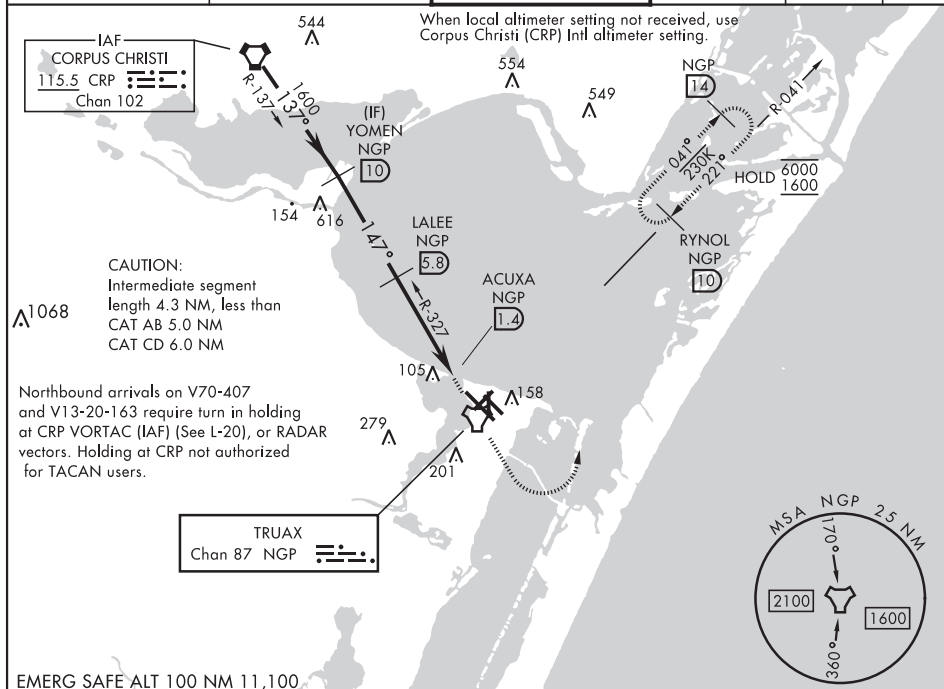 When local altimeter setting not received, use
Corpus Christi (CRP) Intl altimeter setting.
IAF
CORPUS CHRISTI
115.5 CRP
Chan 102
544
554
549
NGP
14
R-041
R-137
1600
137°
(IF)
YOMEN
NGP
10
041°
230K
221°
HOLD 6000
1600
154
616
RYNOL
NGP
10
147°
LALEE
NGP
5.8
R-327
ACUXA
NGP
1.4
CAUTION:
Intermediate segment
length 4.3 NM, less than
CAT AB 5.0 NM
CAT CD 6.0 NM
1068
105
158
Northbound arrivals on V70-407
and V13-20-163 require turn in holding
at CRP VORTAC (IAF) (See L-20), or RADAR
vectors. Holding at CRP not authorized
for TACAN users.
279
201
TRUAX
Chan 87 NGP
MSA NGP 25 NM
170°
2100
1600
360°
EMERG SAFE ALT 100 NM 11,100